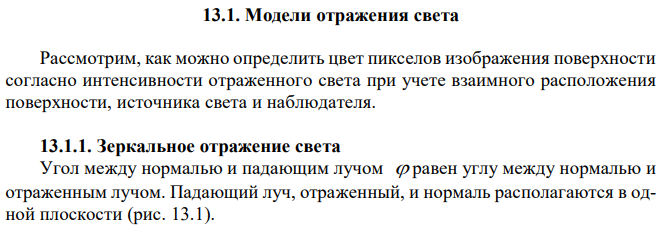 13.1. Модели отражения света
Рассмотрим, как можно определить цвет пикселов изображения поверхности
согласно интенсивности отраженного света при учете взаимного расположения
поверхности, источника света и наблюдателя.
13.1.1. Зеркальное отражение света
Угол между нормалью и падающим лучом φ равен углу между нормалью и
отраженным лучом. Падающий луч, отраженный, и нормаль располагаются в од-
ной плоскости (рис. 13.1).